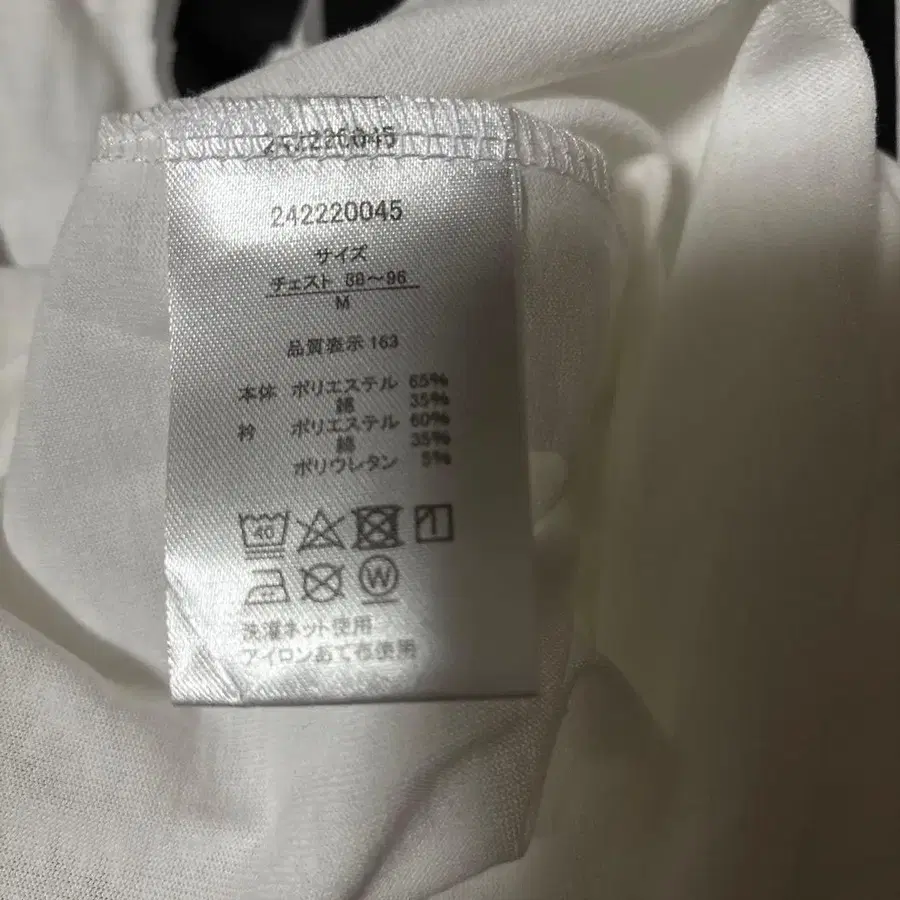 242220045
242220045
サイズ
チェスト 88～96
M
品質表示 163
本体 ポリエステル 65%
綿 35%
衿 ポリエステル 60%
綿 35%
ポリウレタン 5%
40
W
洗濯ネット使用
アイロンあて布使用